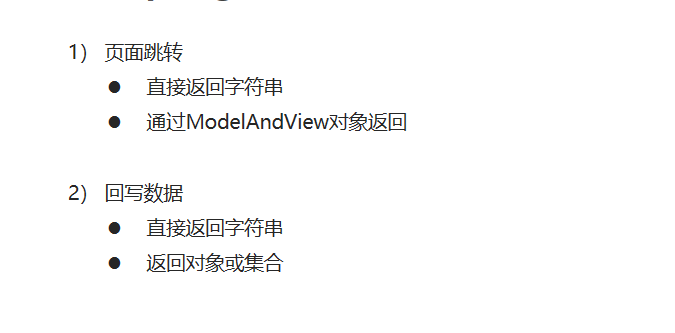 1） 页面跳转
● 直接返回字符串
● 通过ModelAndView对象返回
2） 回写数据
● 直接返回字符串
● 返回对象或集合